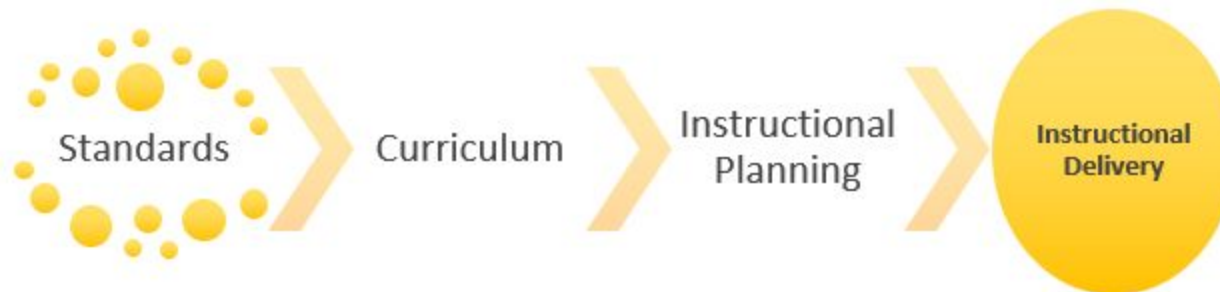 Standards
Curriculum
Instructional
Planning
Instructional
Delivery